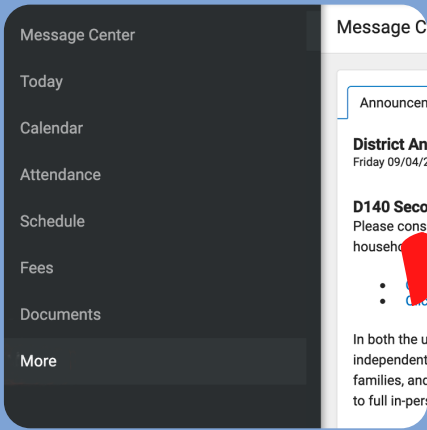 Message Center
Today
Calendar
Attendance
Schedule
Fees
Documents
More
Message C
Announcen
District An
Friday 09/04/2
D140 Seco
Please cons
househo
In both the u
independent
families, and
to full in-pers